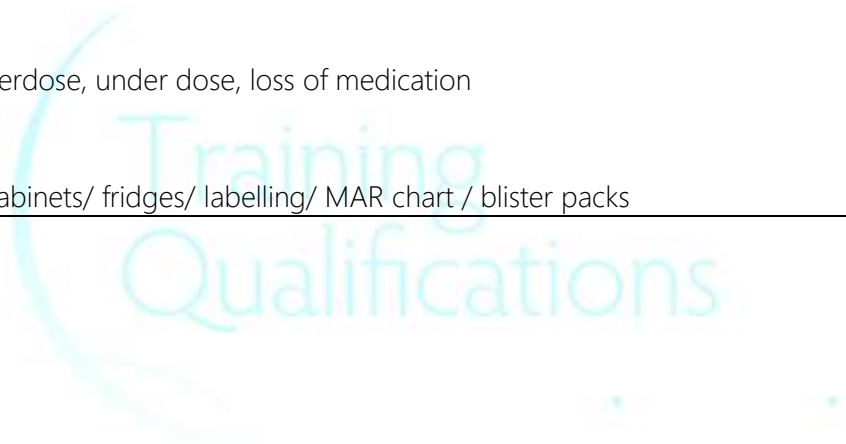 erdose, under dose, loss of medication
Training
abinets/ fridges/ labelling/ MAR chart / blister packs
Qualifications